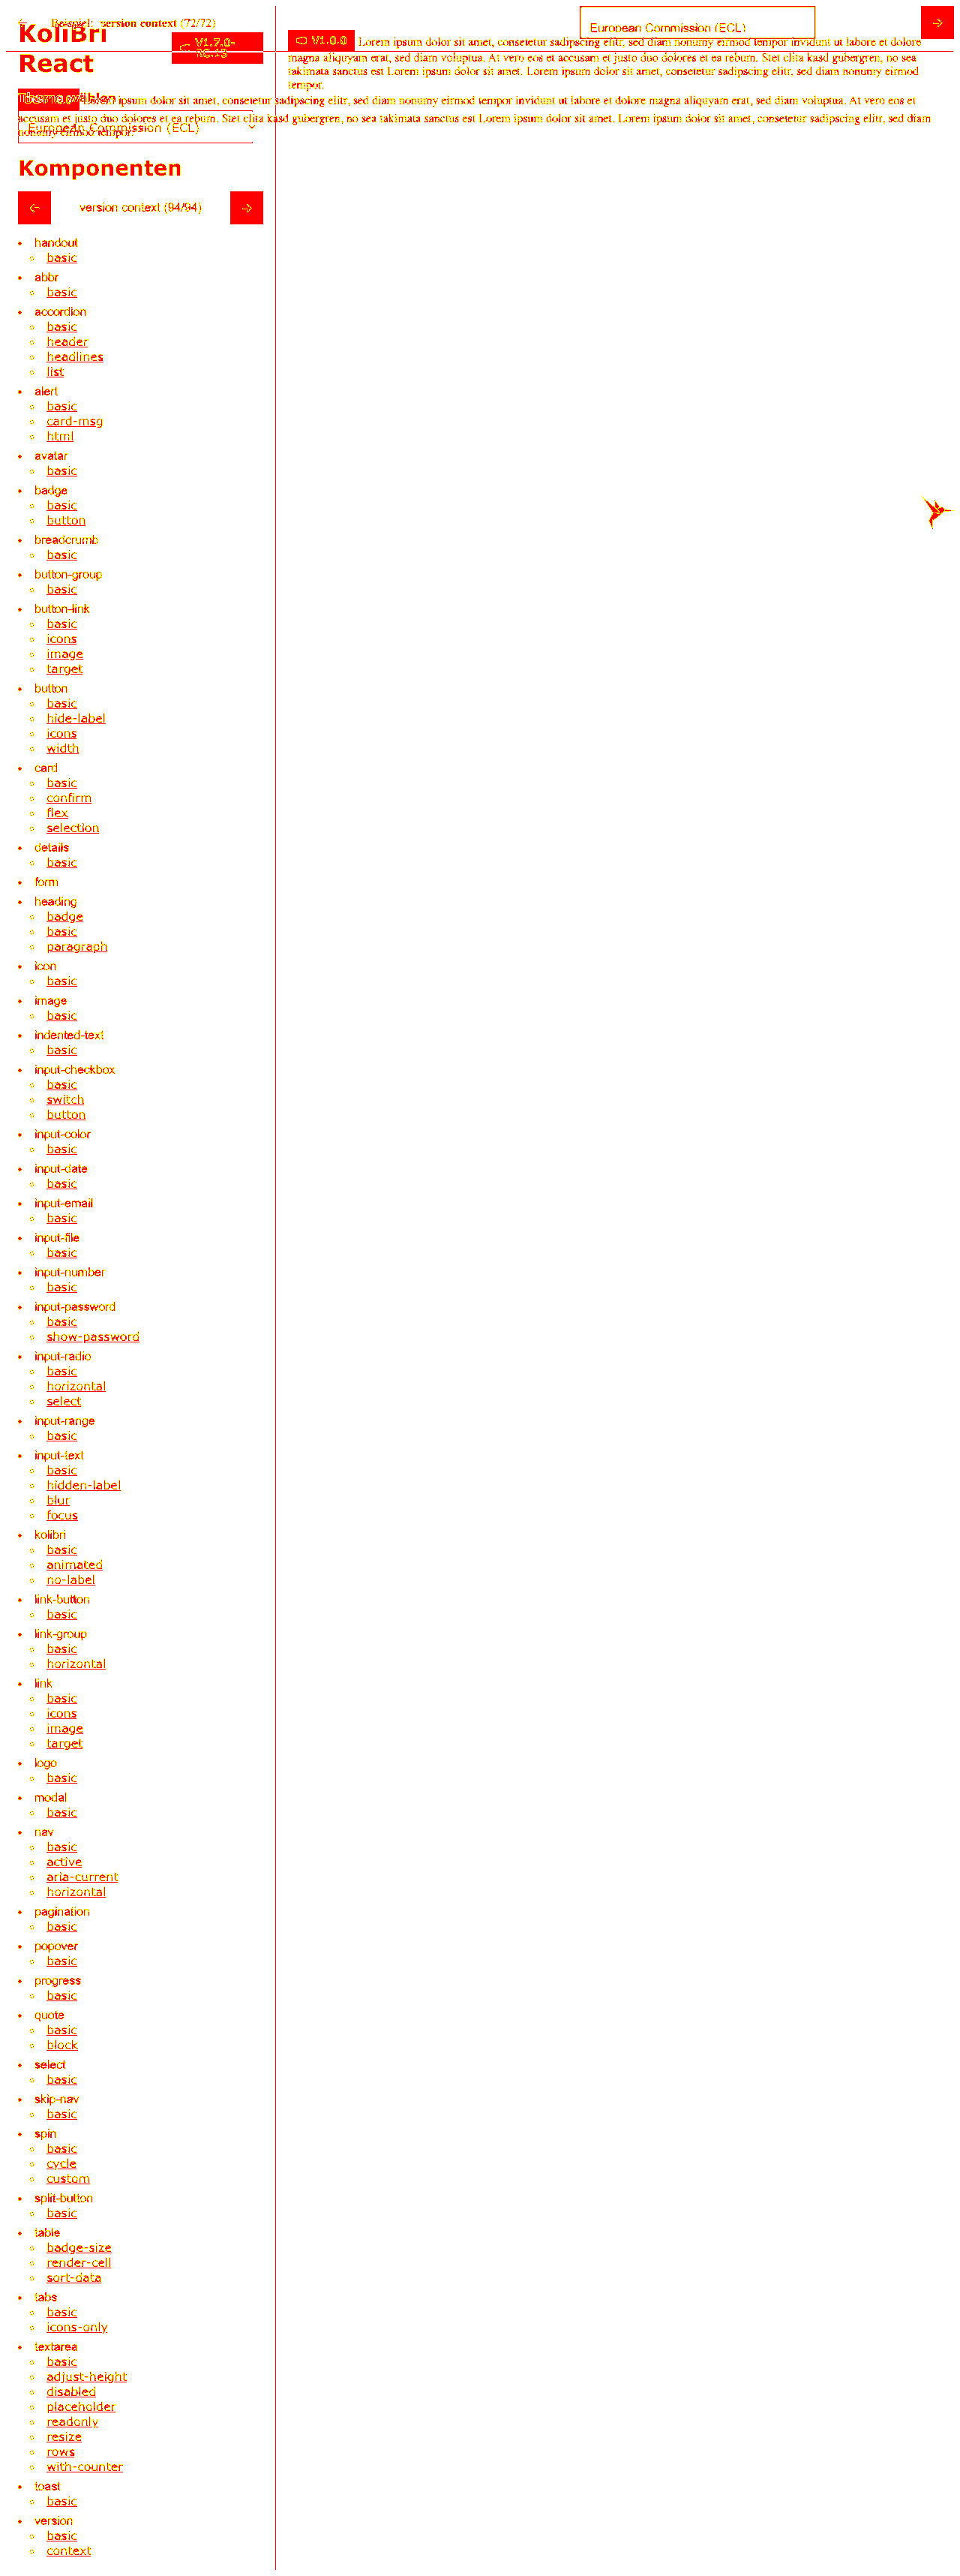 Beispiel: version context (72/72)
European Commission (ECL)
KoliBri
React
V1.7.0-
V1.0.0 Lorem ipsum dolor sit amet, consetetur sadipscing elitr, sed diam nonumy eirmod tempor invidunt ut labore et dolore
magna aliquyam erat, sed diam voluptua. At vero eos et accusam et justo duo dolores et ea rebum. Stet clita kasd gubergren, no sea
takimata sanctus est Lorem ipsum dolor sit amet. Lorem ipsum dolor sit amet, consetetur sadipscing elitr, sed diam nonumy eirmod
tempor.
Theme wählen
ipsum dolor sit amet, consetetur sadipscing elitr, sed diam nonumy eirmod tempor invidunt ut labore et dolore magna aliquyam erat, sed diam voluptua. At vero eos et
accusam et justo duo dolores et ea rebum. Stet clita kasd gubergren, no sea takimata sanctus est Lorem ipsum dolor sit amet. Lorem ipsum dolor sit amet, consetetur sadipscing elitr, sed diam
European Commission (ECL)
nonumy eirmod tempor.
Komponenten
version context (94/94)
handout
basic
abbr
basic
accordion
basic
header
headlines
list
alert
basic
card-msg
html
avatar
basic
badge
basic
button
breadcrumb
basic
button-group
basic
button-link
basic
icons
image
target
button
basic
hide-label
icons
width
card
basic
confirm
flex
selection
details
basic
form
heading
badge
basic
paragraph
icon
basic
image
basic
indented-text
basic
input-checkbox
basic
switch
button
input-color
basic
input-date
basic
input-email
basic
input-file
basic
input-number
basic
input-password
basic
show-password
input-radio
basic
horizontal
select
input-range
basic
input-text
basic
hidden-label
blur
focus
kolibri
basic
animated
no-label
link-button
basic
link-group
basic
horizontal
link
basic
icons
image
target
logo
basic
modal
basic
nav
basic
active
aria-current
horizontal
pagination
basic
popover
basic
progress
basic
quote
basic
block
select
basic
skip-nav
basic
spin
basic
cycle
custom
split-button
basic
table
badge-size
render-cell
sort-data
tabs
basic
icons-only
textarea
basic
adjust-height
disabled
placeholder
readonly
resize
rows
with-counter
toast
basic
version
basic
context